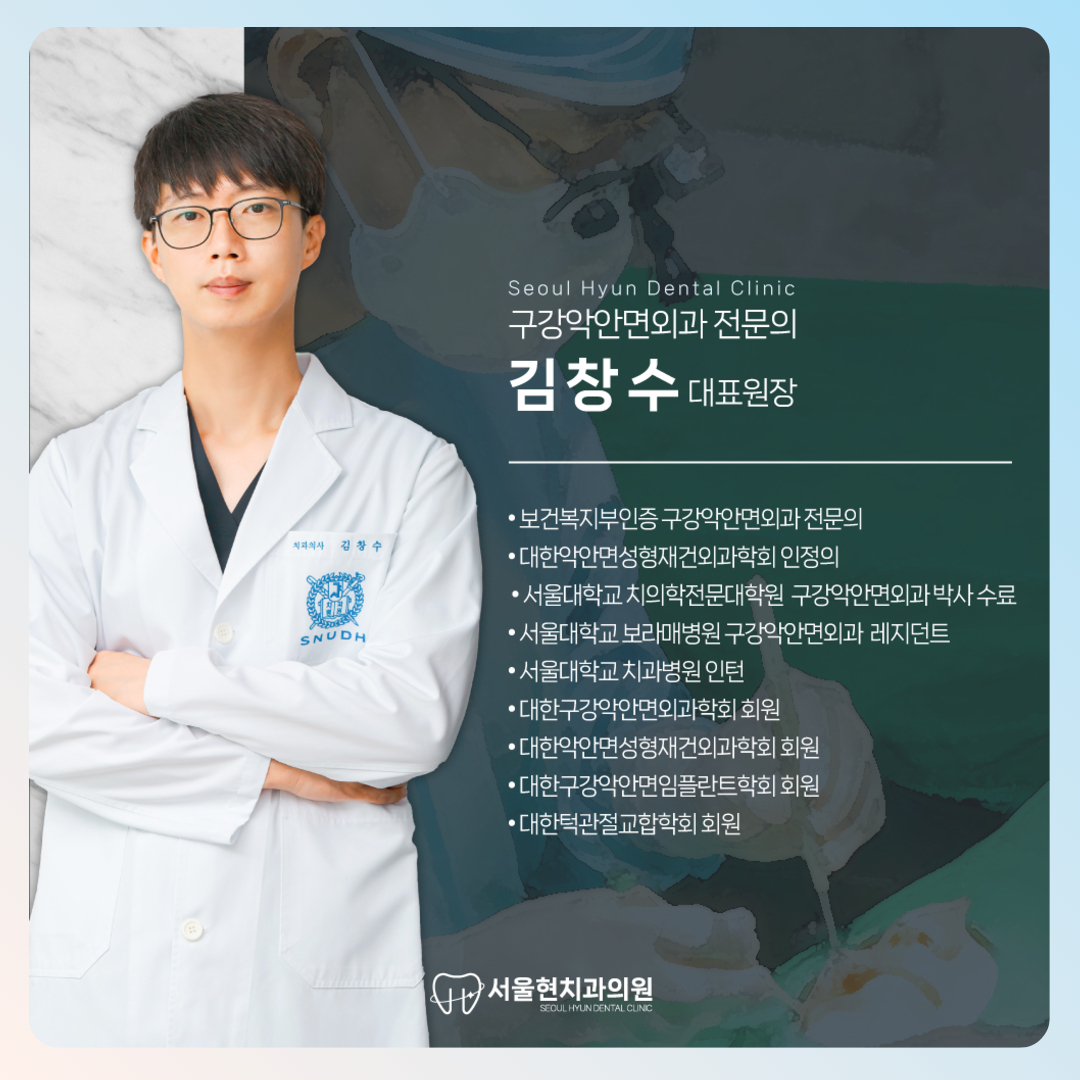 Seoul Hyun Dental Clinic
구강악안면외과 전문의
김창수 대표원장
• 보건복지부인증 구강악안면외과 전문의
• 대한악안면성형재건외과학회 인정의
• 서울대학교 치의학전문대학원 구강악안면외과 박사 수료
• 서울대학교 보라매병원 구강악안면외과 레지던트
• 서울대학교 치과병원 인턴
• 대한구강악안면외과학회 회원
• 대한악안면성형재건외과학회 회원
• 대한구강악안면임플란트학회 회원
• 대한턱관절교합학회 회원
치과의사 김창수
SNUDH
서울현치과의원
SEOUL HYUN DENTAL CLINIC